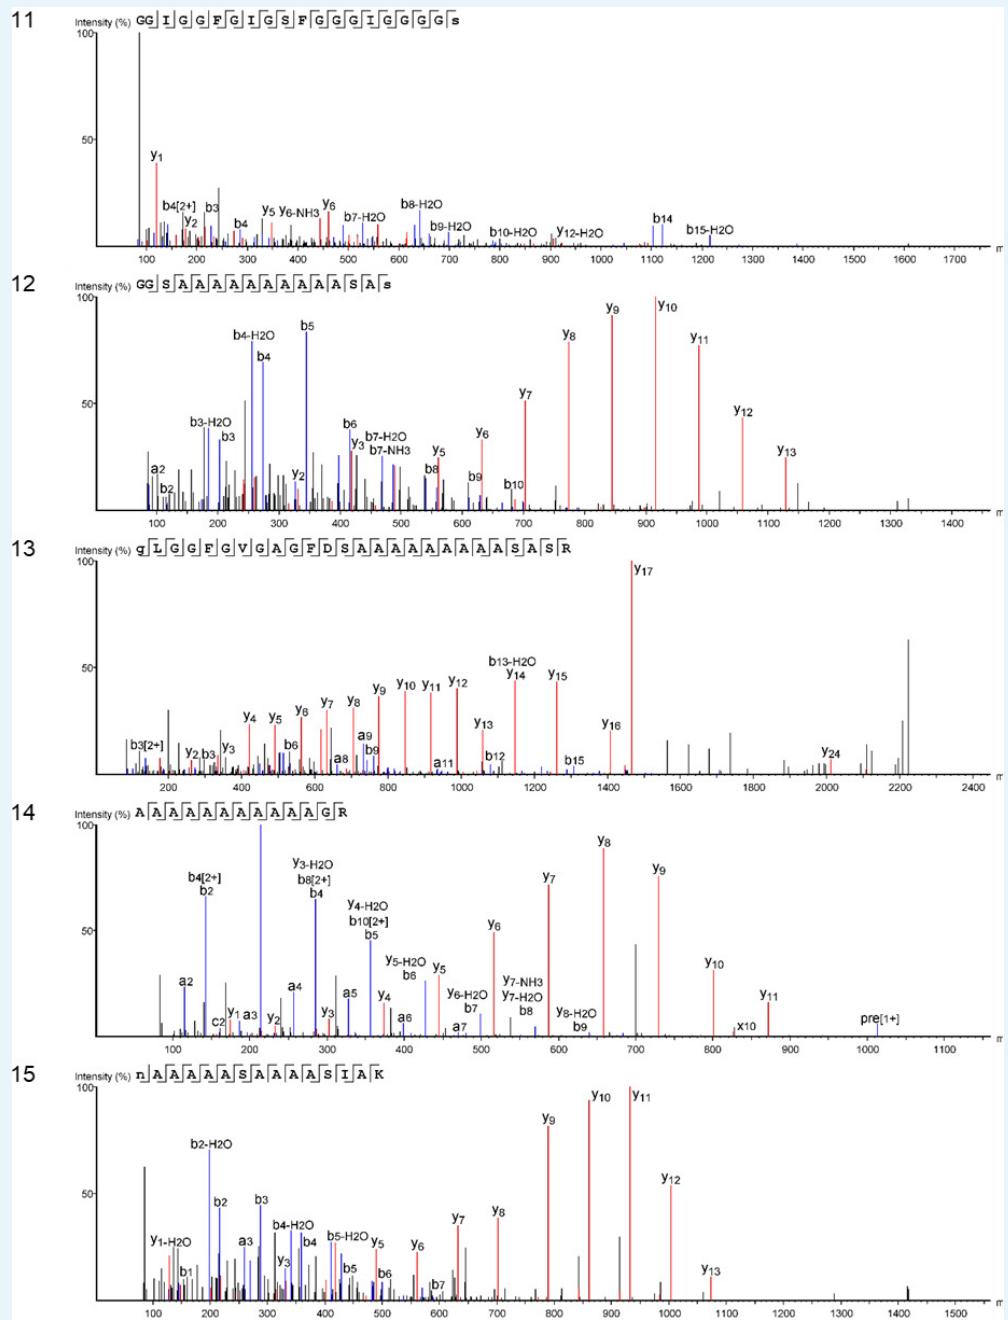 11
Intensity (%) GGIGGFGIGSFGGGIGGGGs
100
50
y1
b4[2+]
y2
b3
b4
y5
y6-NH3
y6
b7-H2O
b8-H2O
b9-H2O
b10-H2O
y12-H2O
b14
b15-H2O
100 200 300 400 500 600 700 800 900 1000 1100 1200 1300 1400 1500 1600 1700 m
12
Intensity (%) GGSAAAAAAAAAAASAs
100
50
a2
b2
b3-H2O
b3
b4-H2O
b4
b5
y2
b6
y3
b7-H2O
b7-NH3
b8
y5
b9
y6
b10
y7
y8
y9
y10
y11
y12
y13
100 200 300 400 500 600 700 800 900 1000 1100 1200 1300 1400 m
13
Intensity (%) gLGGFGVGAGFDSAAAAAAAAASASR
100
50
b3[2+]
y2
b3
y3
y4
y5
b6
y6
y7
a8
y8
a9
b9
y9
y10
y11
a11
y12
y13
b12
b13-H2O
y14
y15
b15
y16
y17
y24
200 400 600 800 1000 1200 1400 1600 1800 2000 2200 2400 m
14
Intensity (%) AAAAAAAAAAAGR
100
50
a2
b4[2+]
b2
c2
y1
a3
y2
a4
y3-H2O
b8[2+]
b4
y3
a5
y4-H2O
b10[2+]
b5
y4
a6
y5-H2O
b6
y5
a7
y6-H2O
b7
y6
y7-NH3
y7-H2O
b8
y7
y8-H2O
b9
y8
y9
y10
x10
y11
pre[1+]
100 200 300 400 500 600 700 800 900 1000 1100 m
15
Intensity (%) nAAAAASAAAASIAK
100
50
y1-H2O
b1
b2-H2O
b2
a3
b3
y3
b4-H2O
b4
b5-H2O
b5
y5
b6
y6
b7
y7
y8
y9
y10
y11
y12
y13
100 200 300 400 500 600 700 800 900 1000 1100 1200 1300 1400 1500 m